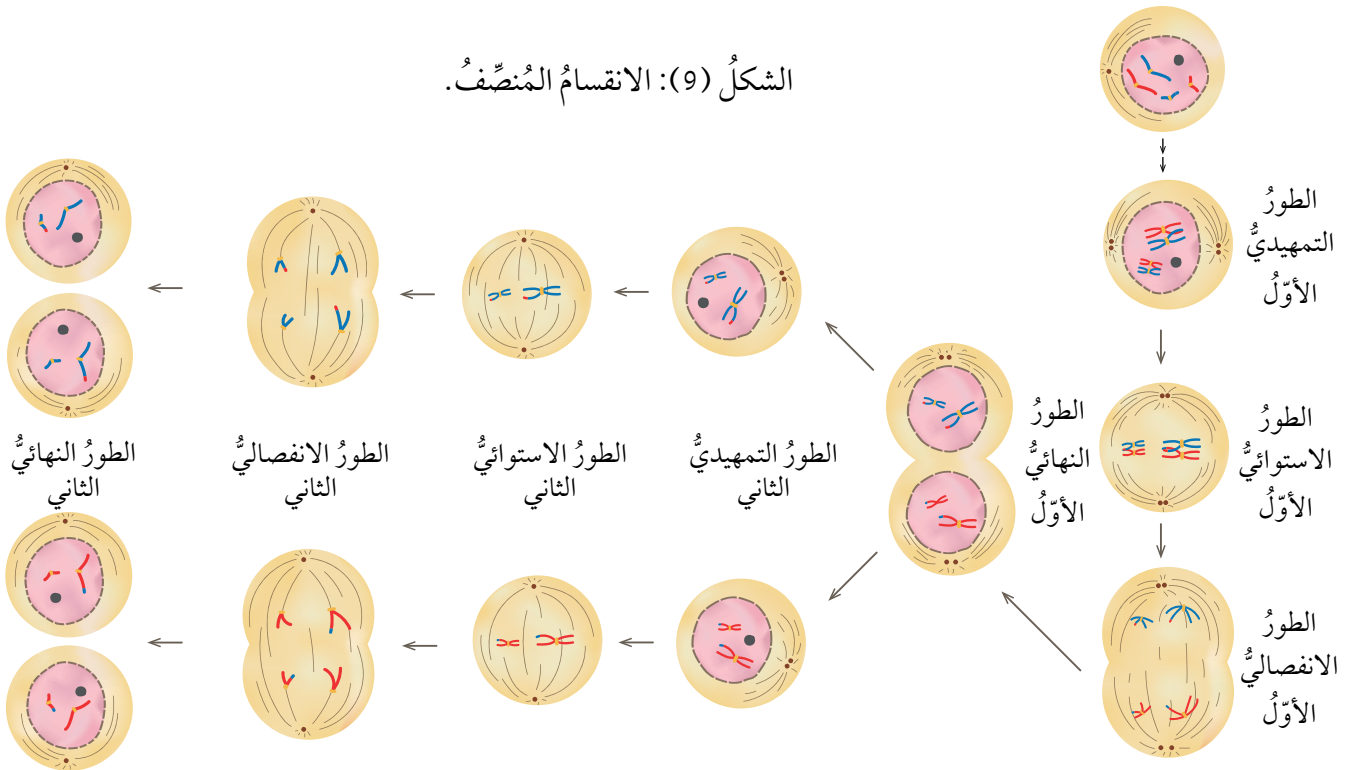 الشكلُ (9): الانقسامُ المُنصِّفُ.
الطورُ
التمهيديُّ
الأوّلُ
الطورُ
الاستوائيُّ
الأوّلُ
الطورُ
الانفصاليُّ
الأوّلُ
الطورُ
النهائيُّ
الأوّلُ
الطورُ التمهيديُّ
الثاني
الطورُ الاستوائيُّ
الثاني
الطورُ الانفصاليُّ
الثاني
الطورُ النهائيُّ
الثاني